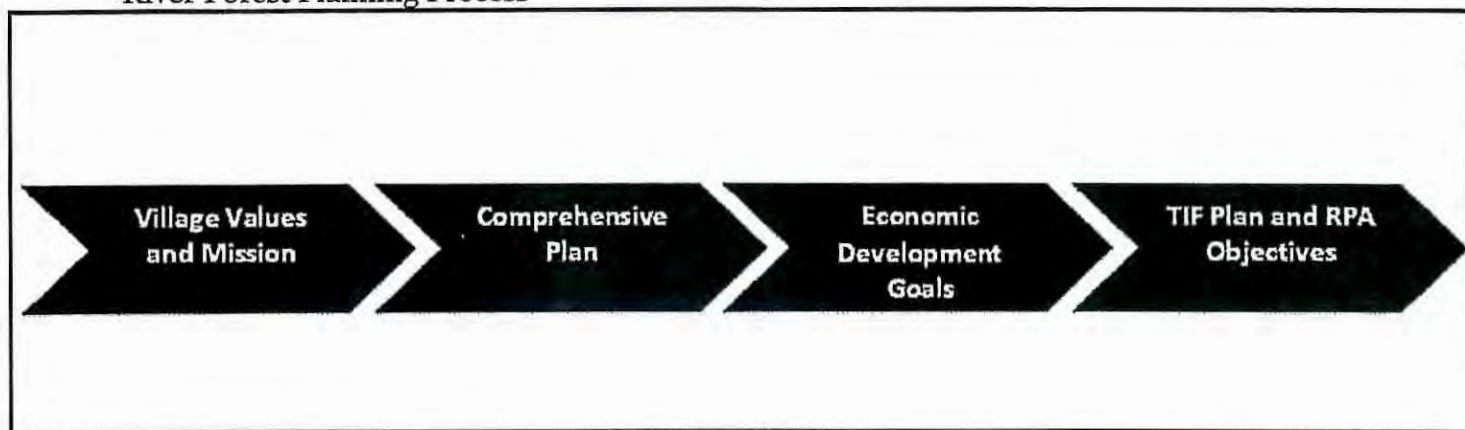 River Forest Planning Process
Village Values
and Mission
Comprehensive
Plan
Economic
Development
Goals
TIF Plan and RPA
Objectives